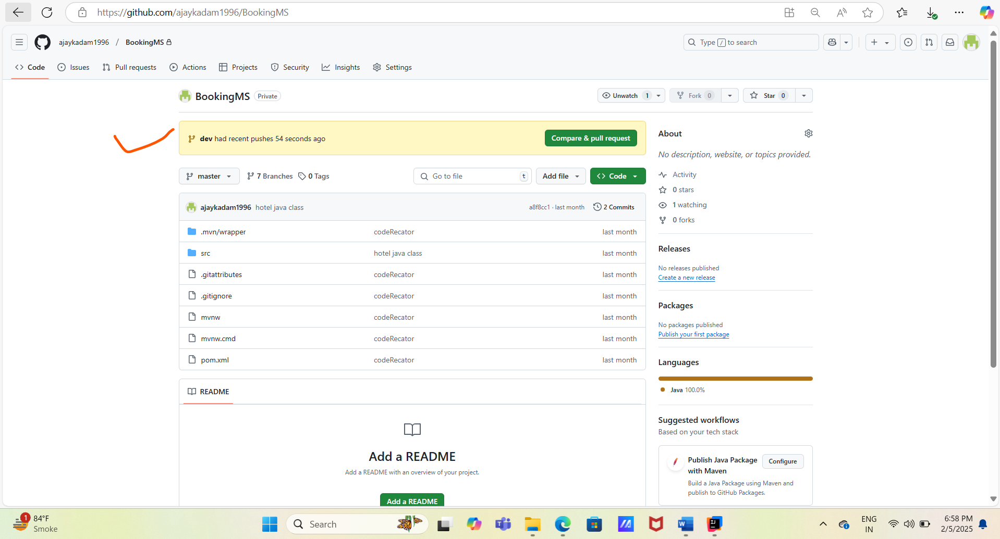 https://github.com/ajaykadam1996/BookingMS
ajaykadam1996 / BookingMS
Type / to search
Code Issues Pull requests Actions Projects Security Insights Settings
BookingMS Private
Unwatch 1 Fork 0 Star 0
dev had recent pushes 54 seconds ago
Compare & pull request
master 7 Branches 0 Tags
Go to file t
Add file
Code
ajaykadam1996 hotel java class a8f8cc1 · last month 2 Commits
.mvn/wrapper codeRecator last month
src hotel java class last month
.gitattributes codeRecator last month
.gitignore codeRecator last month
mvnw codeRecator last month
mvnw.cmd codeRecator last month
pom.xml codeRecator last month
README
Add a README
Add a README with an overview of your project.
Add a README
About
No description, website, or topics provided.
Activity
0 stars
1 watching
0 forks
Releases
No releases published
Create a new release
Packages
No packages published
Publish your first package
Languages
Java 100.0%
Suggested workflows
Based on your tech stack
Publish Java Package
with Maven
Configure
Build a Java Package using Maven and
publish to GitHub Packages.
1
84°F
Smoke
Search
ENG
IN
6:58 PM
2/5/2025